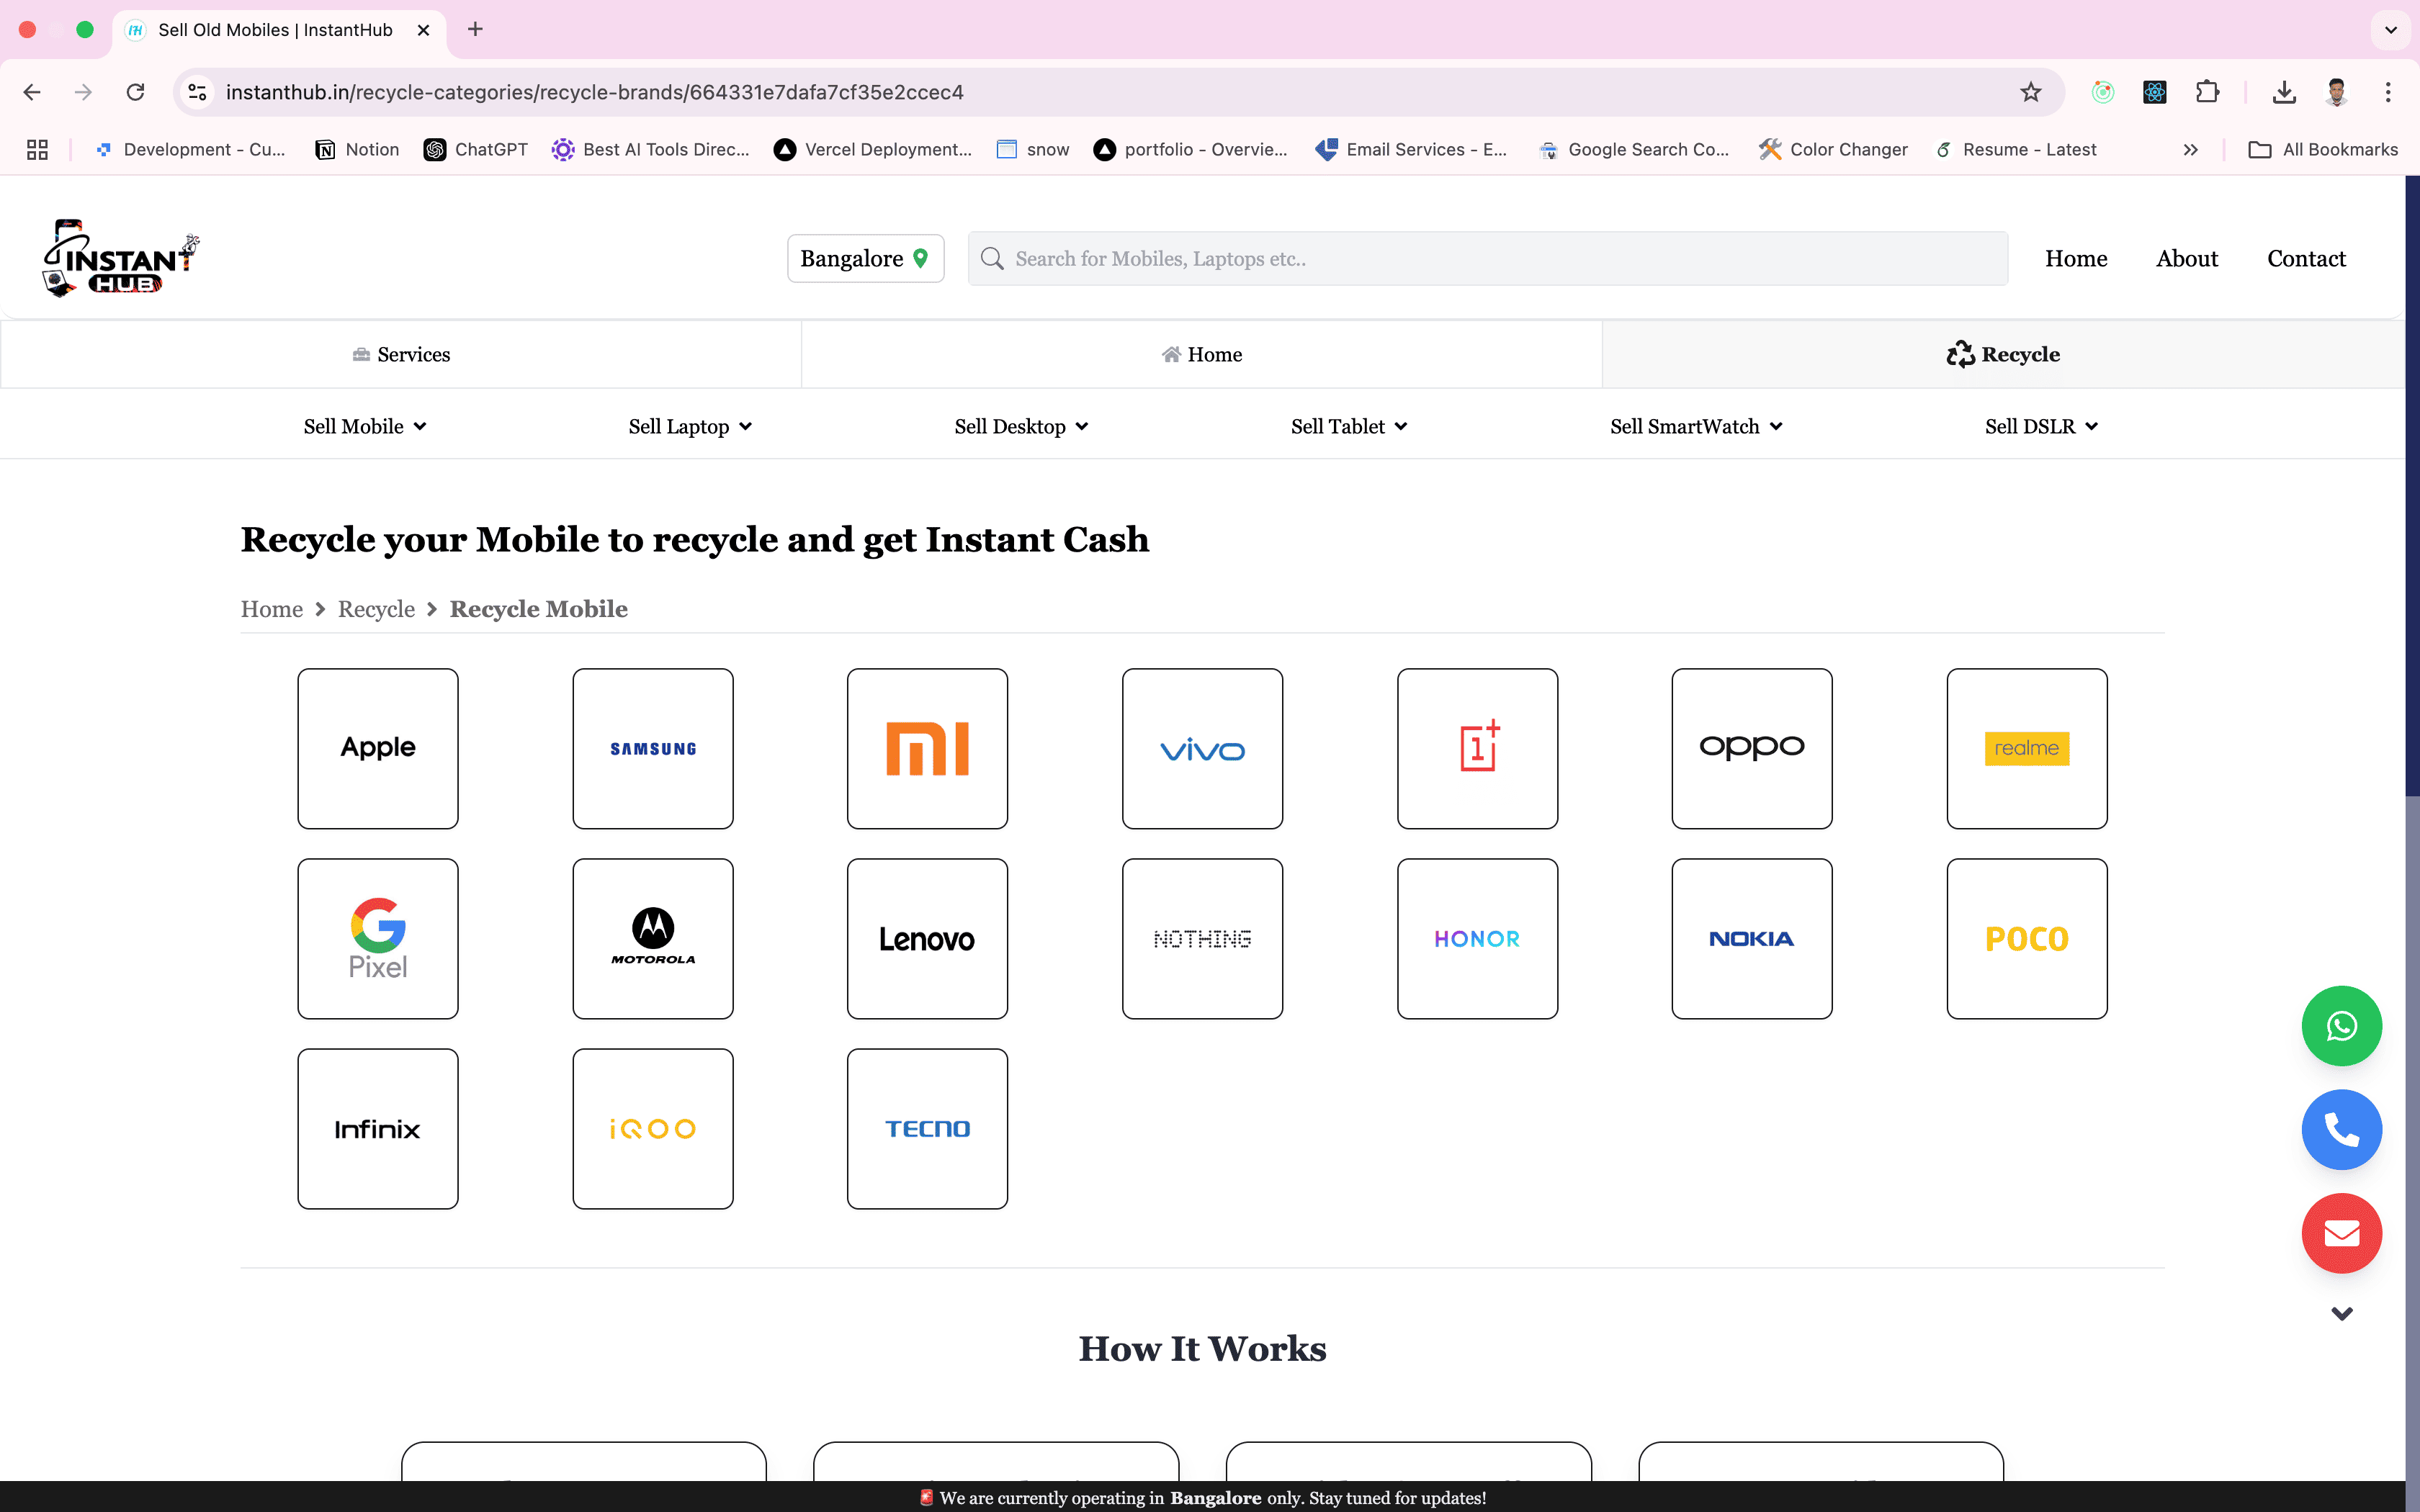 Sell Old Mobiles | InstantHub
instanthub.in/recycle-categories/recycle-brands/664331e7dafa7cf35e2ccec4
Development - Cu... Notion ChatGPT Best AI Tools Direc... Vercel Deployment... snow portfolio - Overvie... Email Services - E... Google Search Co... Color Changer Resume - Latest All Bookmarks
INSTANT
HUB
Bangalore Search for Mobiles, Laptops etc.. Home About Contact
Services Home Recycle
Sell Mobile Sell Laptop Sell Desktop Sell Tablet Sell SmartWatch Sell DSLR
Recycle your Mobile to recycle and get Instant Cash
Home > Recycle > Recycle Mobile
Apple SAMSUNG mi vivo 1+ oppo realme
G Pixel MOTOROLA Lenovo NOTHING HONOR NOKIA POCO
Infinix iQOO TECNO
How It Works
We are currently operating in Bangalore only. Stay tuned for updates!